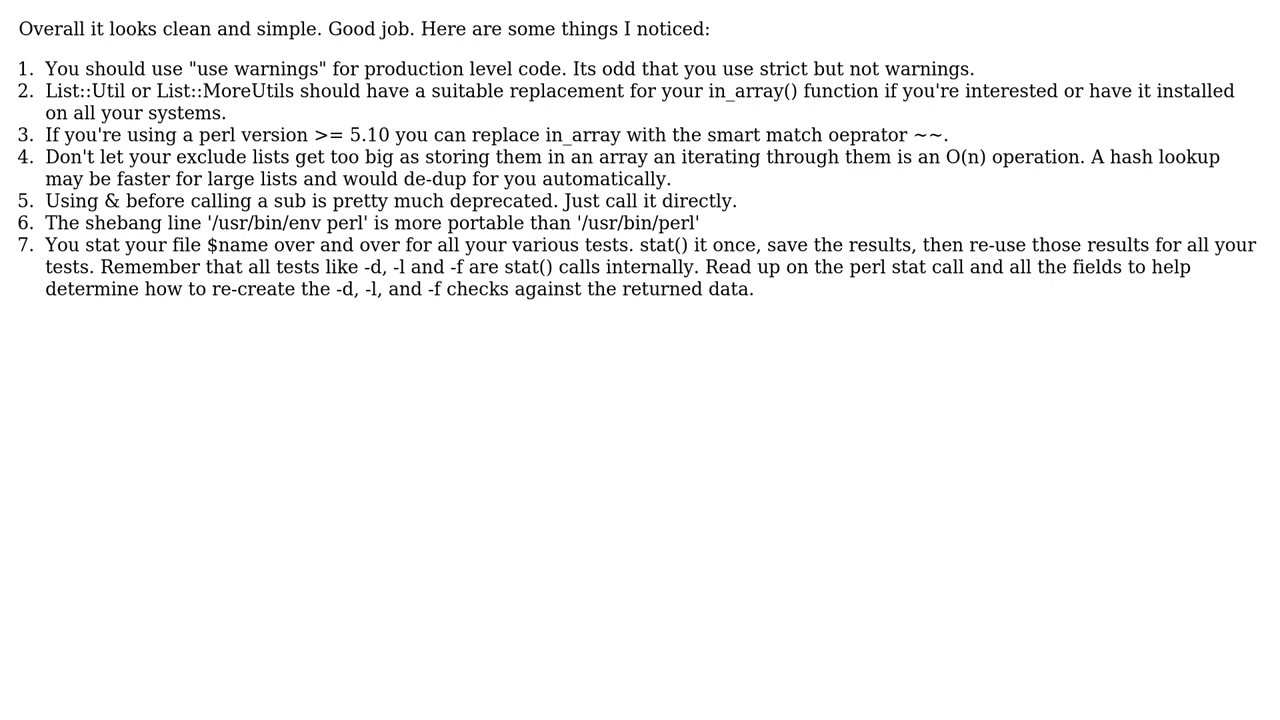 Overall it looks clean and simple. Good job. Here are some things I noticed:
1. You should use "use warnings" for production level code. Its odd that you use strict but not warnings.
2. List::Util or List::MoreUtils should have a suitable replacement for your in_array() function if you're interested or have it installed
on all your systems.
3. If you're using a perl version >= 5.10 you can replace in_array with the smart match oeprator ~~.
4. Don't let your exclude lists get too big as storing them in an array an iterating through them is an O(n) operation. A hash lookup
may be faster for large lists and would de-dup for you automatically.
5. Using & before calling a sub is pretty much deprecated. Just call it directly.
6. The shebang line '/usr/bin/env perl' is more portable than '/usr/bin/perl'
7. You stat your file $name over and over for all your various tests. stat() it once, save the results, then re-use those results for all your
tests. Remember that all tests like -d, -l and -f are stat() calls internally. Read up on the perl stat call and all the fields to help
determine how to re-create the -d, -l, and -f checks against the returned data.